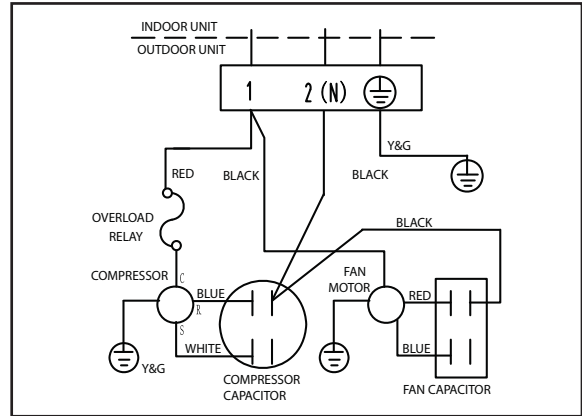 INDOOR UNIT
OUTDOOR UNIT
1 2 (N)
Y&G
RED BLACK BLACK
OVERLOAD
RELAY
BLACK
COMPRESSOR C
FAN
MOTOR
BLUE
R
RED
S
WHITE
BLUE
Y&G
COMPRESSOR
CAPACITOR
FAN CAPACITOR